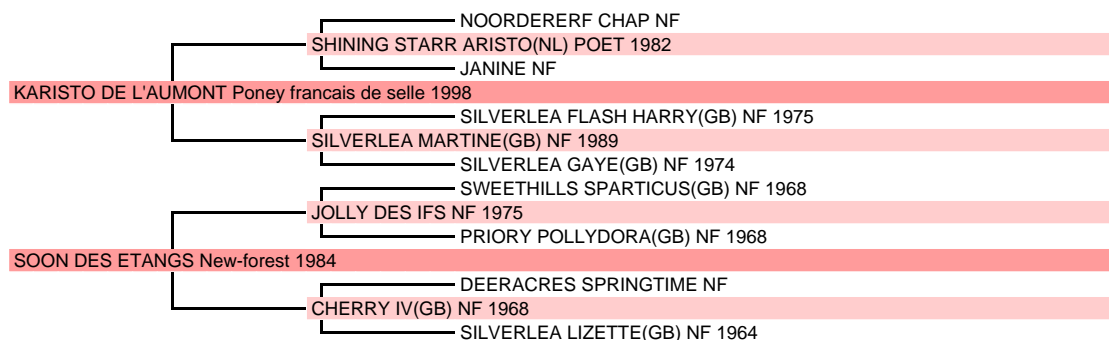 NOORDERERF CHAP NF
SHINING STARR ARISTO(NL) POET 1982
JANINE NF
KARISTO DE L'AUMONT Poney francais de selle 1998
SILVERLEA FLASH HARRY(GB) NF 1975
SILVERLEA MARTINE(GB) NF 1989
SILVERLEA GAYE(GB) NF 1974
SWEETHILLS SPARTICUS(GB) NF 1968
JOLLY DES IFS NF 1975
PRIORY POLLYDORA(GB) NF 1968
SOON DES ETANGS New-forest 1984
DEERACRES SPRINGTIME NF
CHERRY IV(GB) NF 1968
SILVERLEA LIZETTE(GB) NF 1964